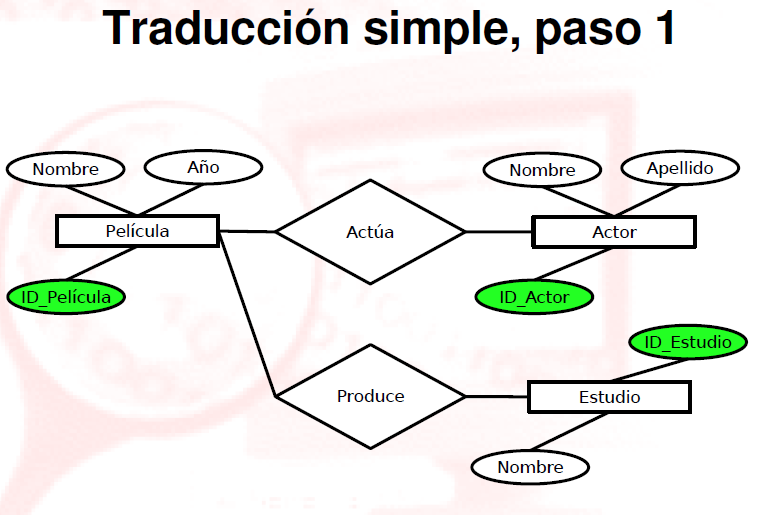 Traducción simple, paso 1
Nombre
Año
Nombre
Apellido
Película
Actúa
Actor
ID_Película
ID_Actor
ID_Estudio
Produce
Estudio
Nombre